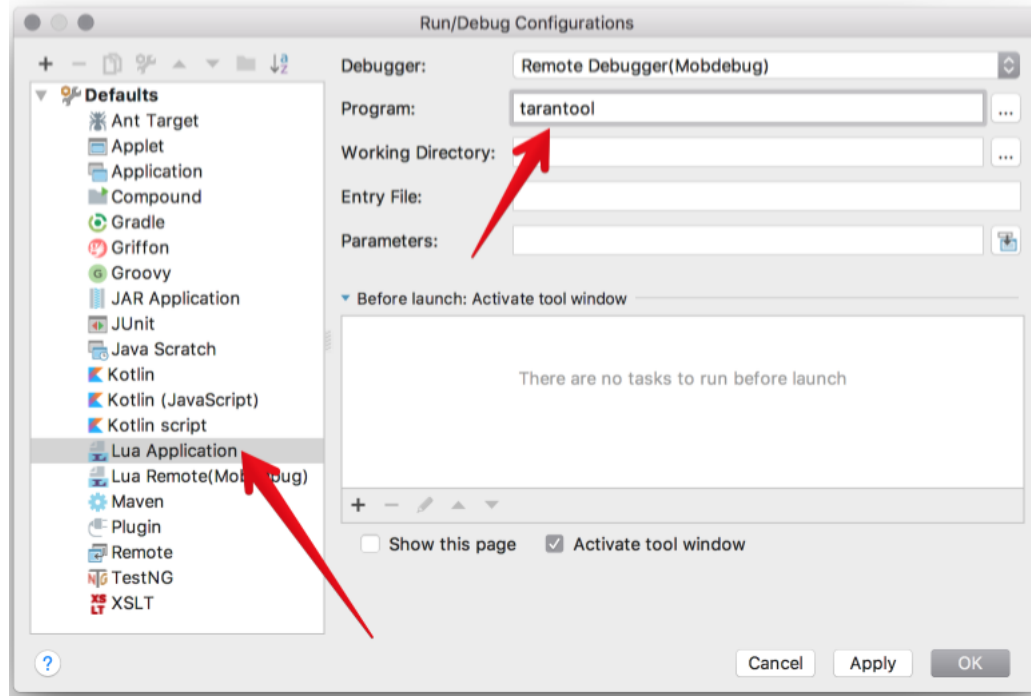 Run/Debug Configurations
Defaults
Ant Target
Applet
Application
Compound
Gradle
Griffon
Groovy
JAR Application
JUnit
Java Scratch
Kotlin
Kotlin (JavaScript)
Kotlin script
Lua Application
Lua Remote(Mobdebug)
Maven
Plugin
Remote
TestNG
XSLT
Debugger: Remote Debugger(Mobdebug)
Program: tarantool ...
Working Directory: ...
Entry File:
Parameters:
Before launch: Activate tool window
There are no tasks to run before launch
Show this page Activate tool window
? Cancel Apply OK